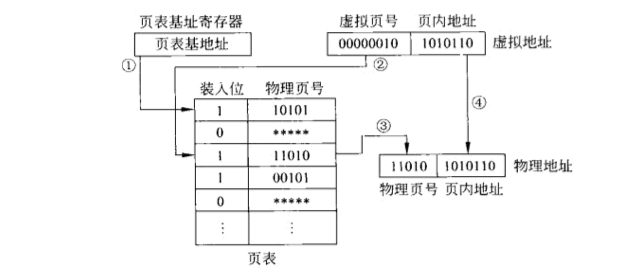 页表基址寄存器
页表基地址
虚拟页号 页内地址
00000010 1010110 虚拟地址
① ②
装入位 物理页号
④
1 10101
③
0 *****
1 11010
11010 1010110 物理地址
1 00101
物理页号 页内地址
0 *****
⋮ ⋮
页表